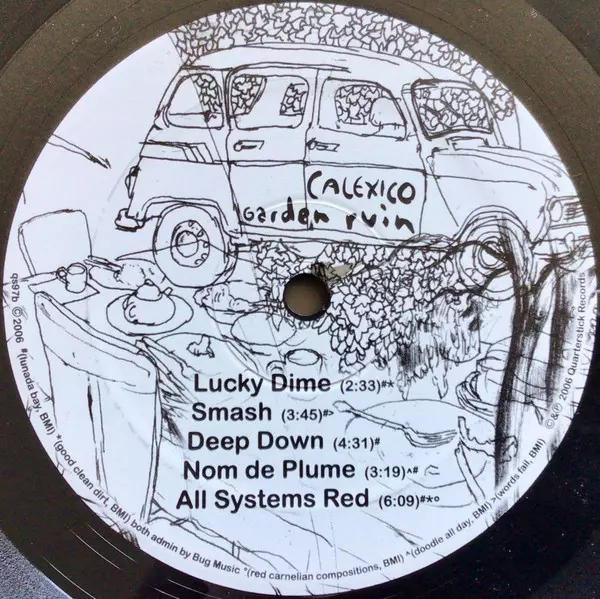 CALEXICO
Garden ruin
Lucky Dime (2:33)#*
Smash (3:45)#>
Deep Down (4:31)#
Nom de Plume (3:19)^#
All Systems Red (6:09)#*°
qs97b © 2006 #(lunada bay, BMI) *(good clean dirt, BMI) both admin by Bug Music °(red carnelian compositions, BMI) ^(doodle all day, BMI) >(words fail, BMI)
©&℗ 2006 Quarterstick Records